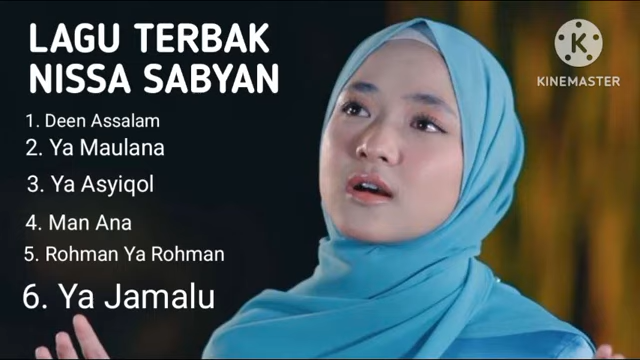 LAGU TERBAK
NISSA SABYAN
1. Deen Assalam
2. Ya Maulana
3. Ya Asyiqol
4. Man Ana
5. Rohman Ya Rohman
6. Ya Jamalu
K
KINEMASTER